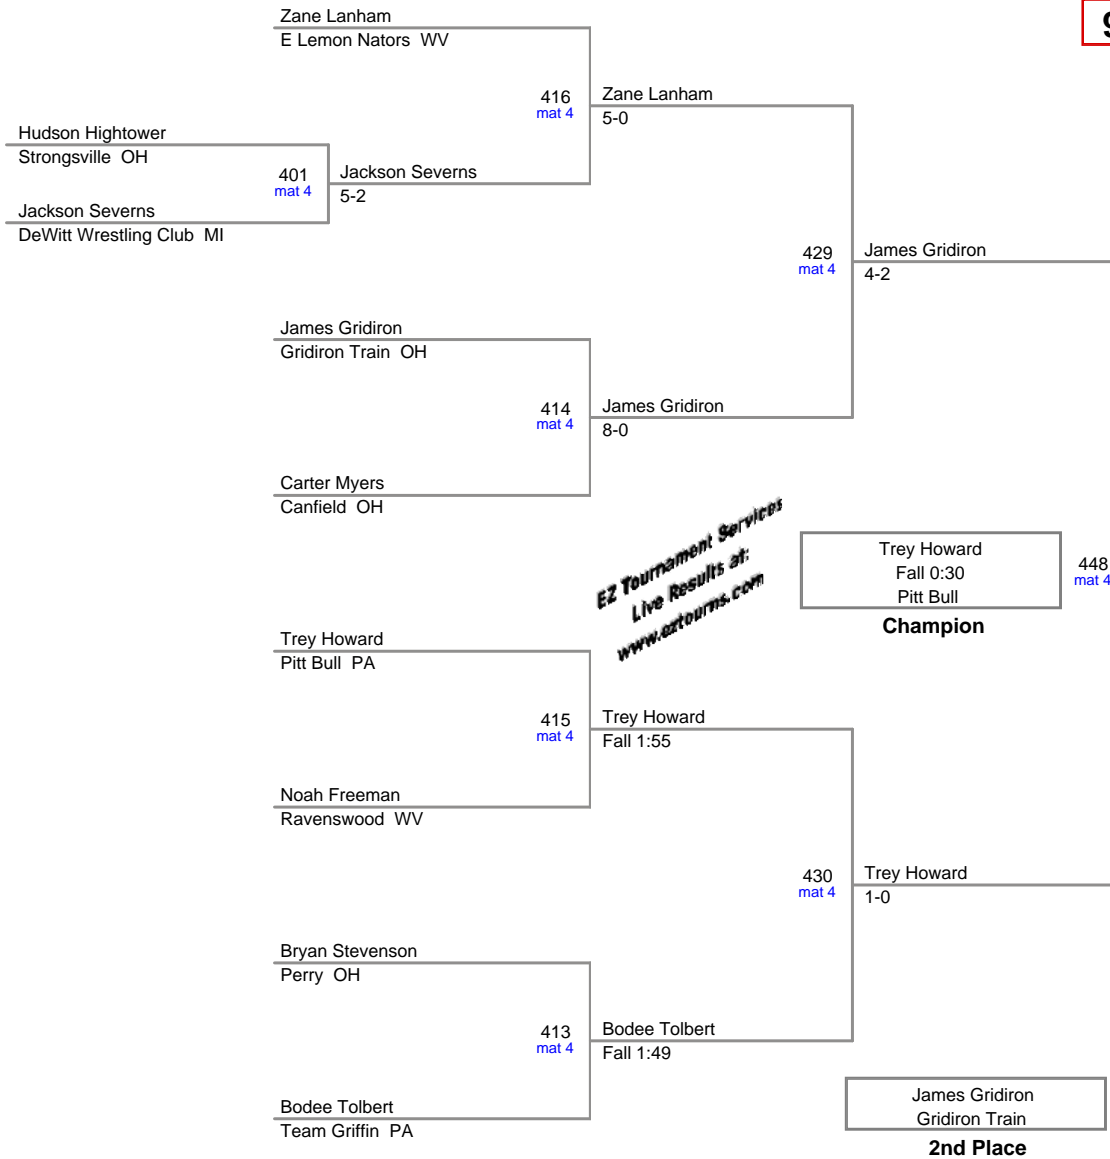 Zane Lanham
E Lemon Nators  WV
9
416
mat 4
Zane Lanham
5-0
Hudson Hightower
Strongsville  OH
401
mat 4
Jackson Severns
5-2
Jackson Severns
DeWitt Wrestling Club  MI
429
mat 4
James Gridiron
4-2
James Gridiron
Gridiron Train  OH
414
mat 4
James Gridiron
8-0
Carter Myers
Canfield  OH
EZ Tournament Services
Live Results at:
www.eztourns.com
Trey Howard
Fall 0:30
Pitt Bull
448
mat 4
Champion
Trey Howard
Pitt Bull  PA
415
mat 4
Trey Howard
Fall 1:55
Noah Freeman
Ravenswood  WV
430
mat 4
Trey Howard
1-0
Bryan Stevenson
Perry  OH
413
mat 4
Bodee Tolbert
Fall 1:49
Bodee Tolbert
Team Griffin  PA
James Gridiron
Gridiron Train
2nd Place